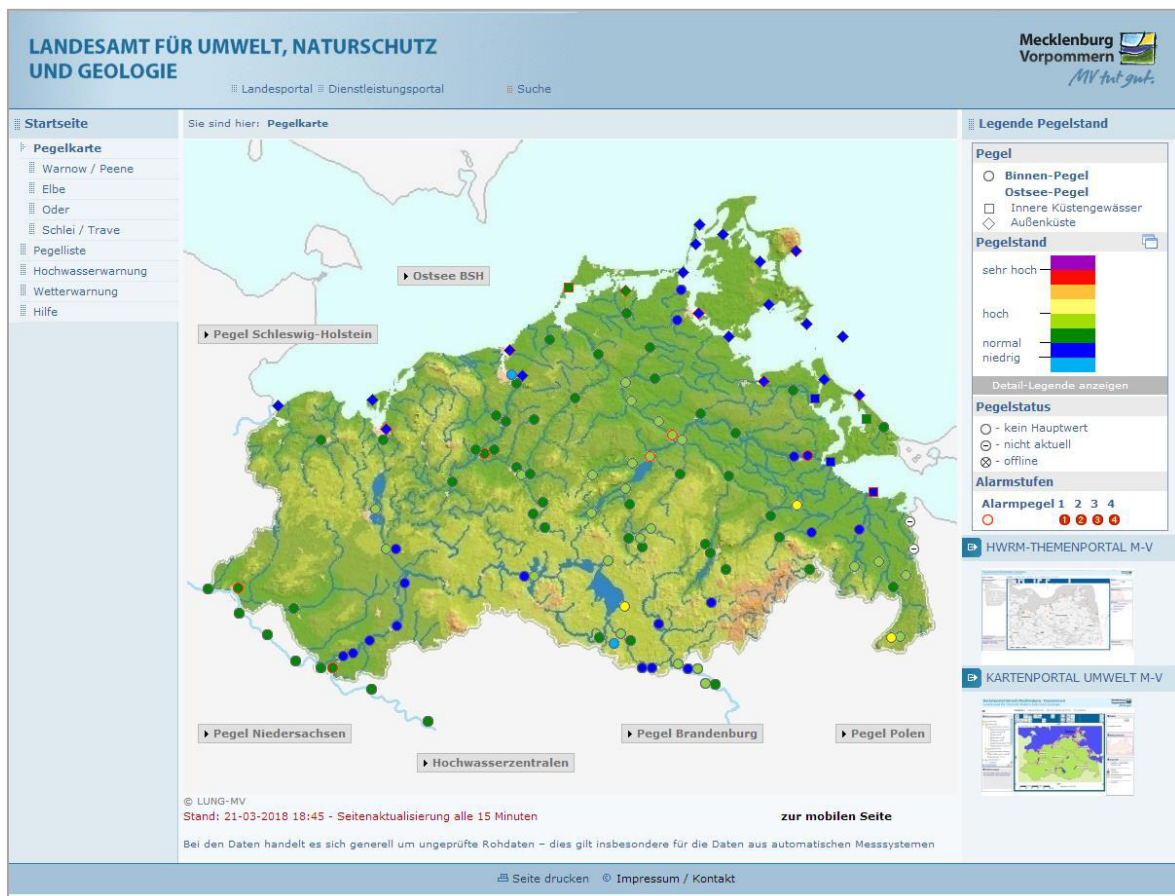 LANDESAMT FÜR UMWELT, NATURSCHUTZ
UND GEOLOGIE
Landesportal Dienstleistungsportal Suche
Mecklenburg
Vorpommern
MV tut gut.
Startseite
Pegelkarte
Warnow / Peene
Elbe
Oder
Schlei / Trave
Pegelliste
Hochwasserwarnung
Wetterwarnung
Hilfe
Sie sind hier: Pegelkarte
Ostsee BSH
Pegel Schleswig-Holstein
Pegel Niedersachsen
Pegel Brandenburg
Pegel Polen
Hochwasserzentralen
© LUNG-MV
Stand: 21-03-2018 18:45 - Seitenaktualisierung alle 15 Minuten
zur mobilen Seite
Bei den Daten handelt es sich generell um ungeprüfte Rohdaten – dies gilt insbesondere für die Daten aus automatischen Messsystemen
Legende Pegelstand
Pegel
Binnen-Pegel
Ostsee-Pegel
Innere Küstengewässer
Außenküste
Pegelstand
sehr hoch
hoch
normal
niedrig
Detail-Legende anzeigen
Pegelstatus
- kein Hauptwert
- nicht aktuell
- offline
Alarmstufen
Alarmpegel 1 2 3 4
1 2 3 4
HWRM-THEMENPORTAL M-V
KARTENPORTAL UMWELT M-V
Seite drucken © Impressum / Kontakt